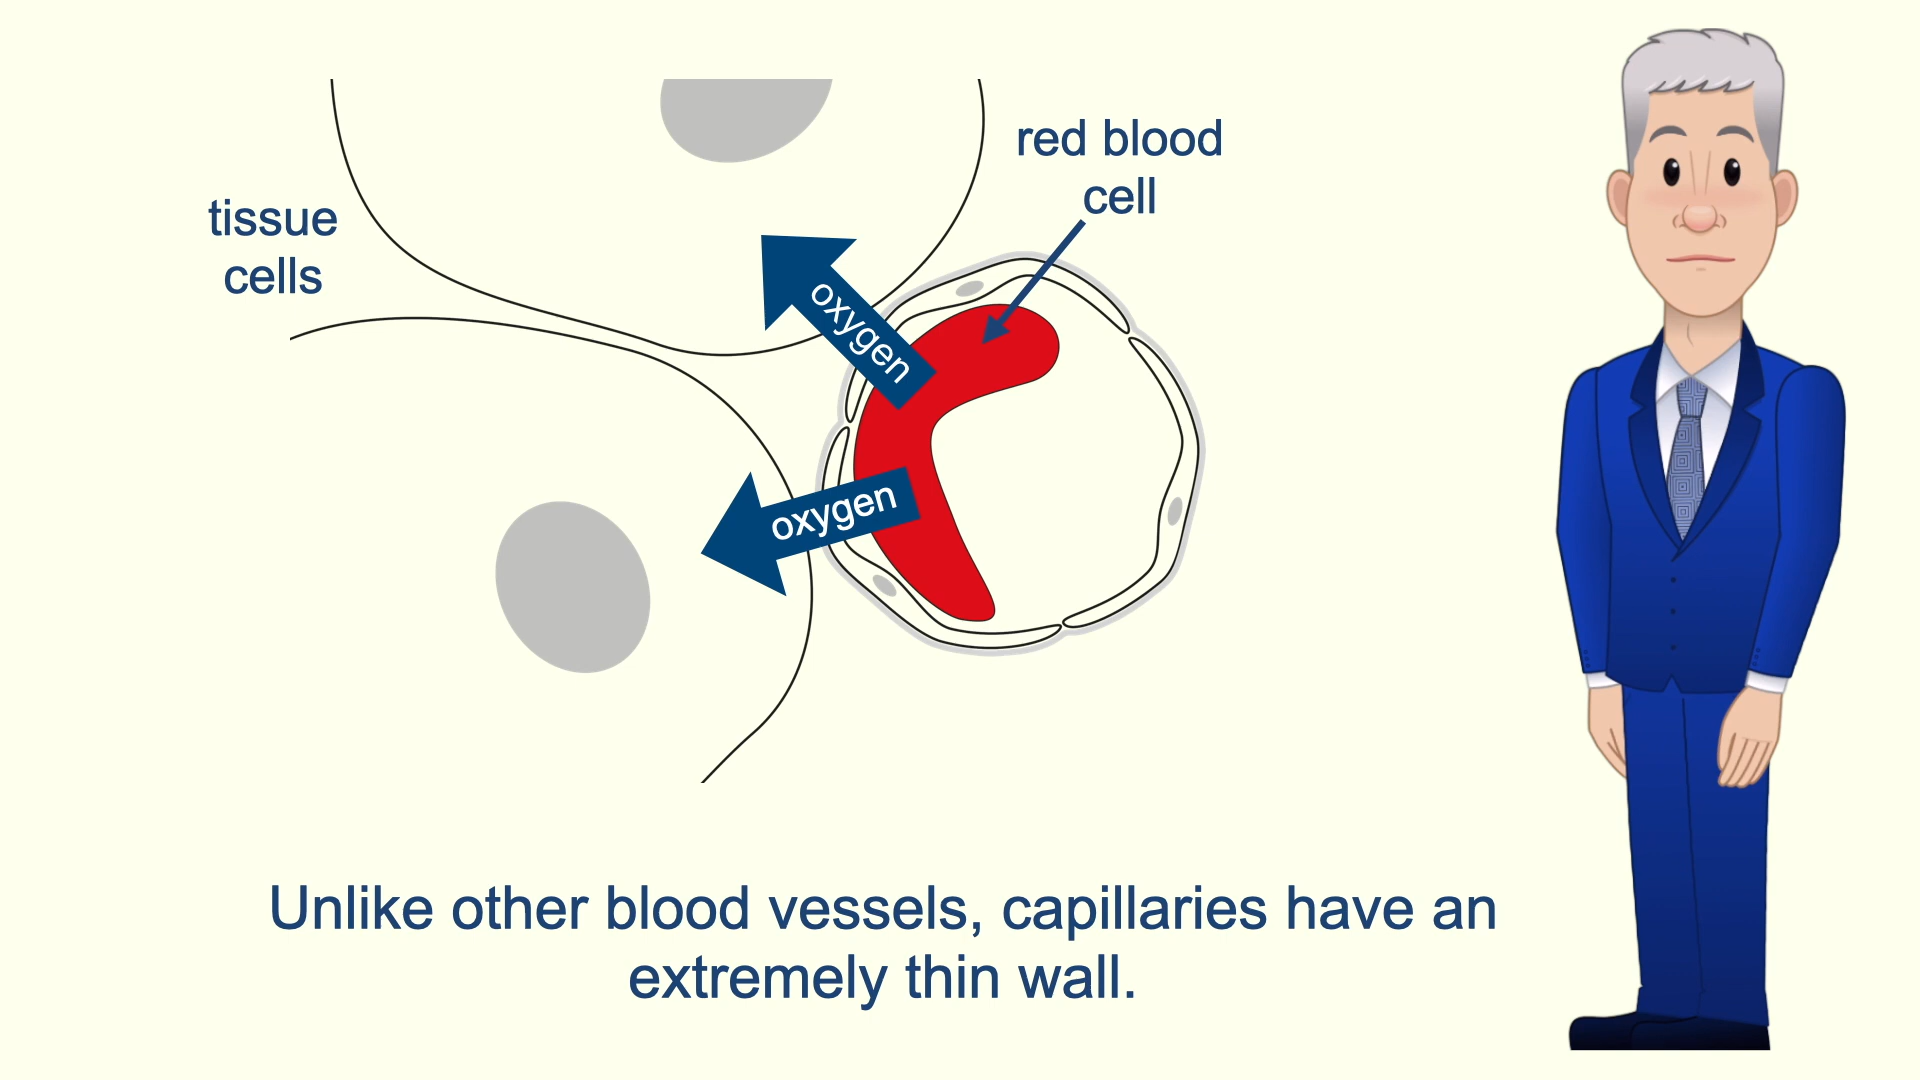 red blood
cell
tissue
cells
oxygen
oxygen
Unlike other blood vessels, capillaries have an
extremely thin wall.